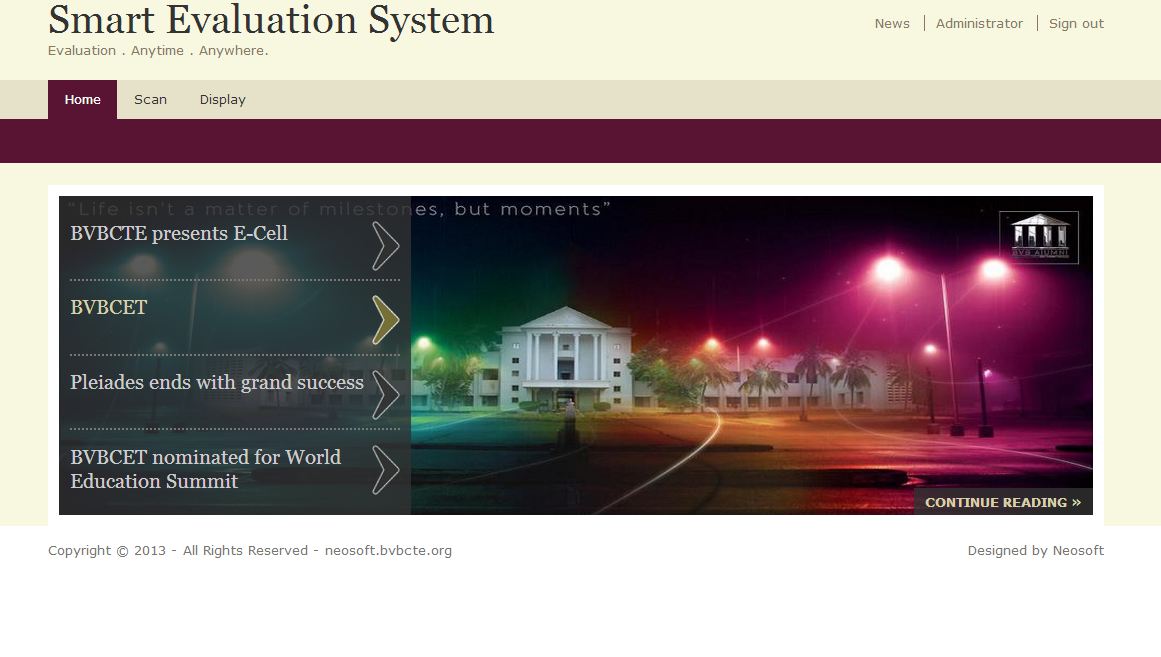 Smart Evaluation System
Evaluation . Anytime . Anywhere.
News
Administrator
Sign out
Home
Scan
Display
“Life isn't a matter of milestones, but moments”
BVBCTE presents E-Cell
BVBCET
Pleiades ends with grand success
BVBCET nominated for World
Education Summit
BVB ALUMNI
CONTINUE READING »
Copyright © 2013 - All Rights Reserved - neosoft.bvbcte.org
Designed by Neosoft